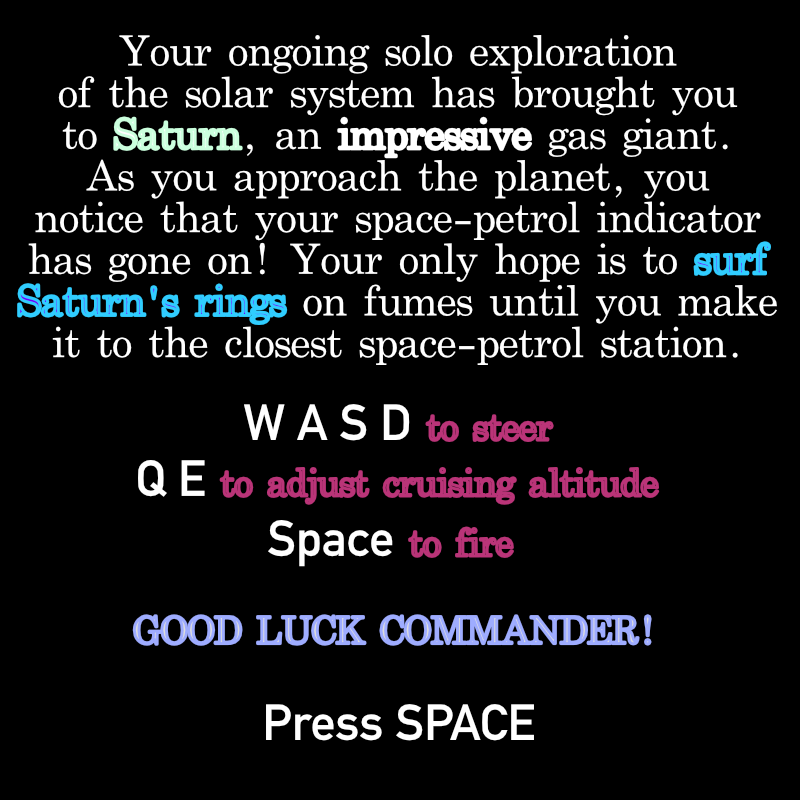 Your ongoing solo exploration
of the solar system has brought you
to Saturn, an impressive gas giant.
As you approach the planet, you
notice that your space-petrol indicator
has gone on! Your only hope is to surf
Saturn's rings on fumes until you make
it to the closest space-petrol station.
W A S D to steer
Q E to adjust cruising altitude
Space to fire
GOOD LUCK COMMANDER!
Press SPACE